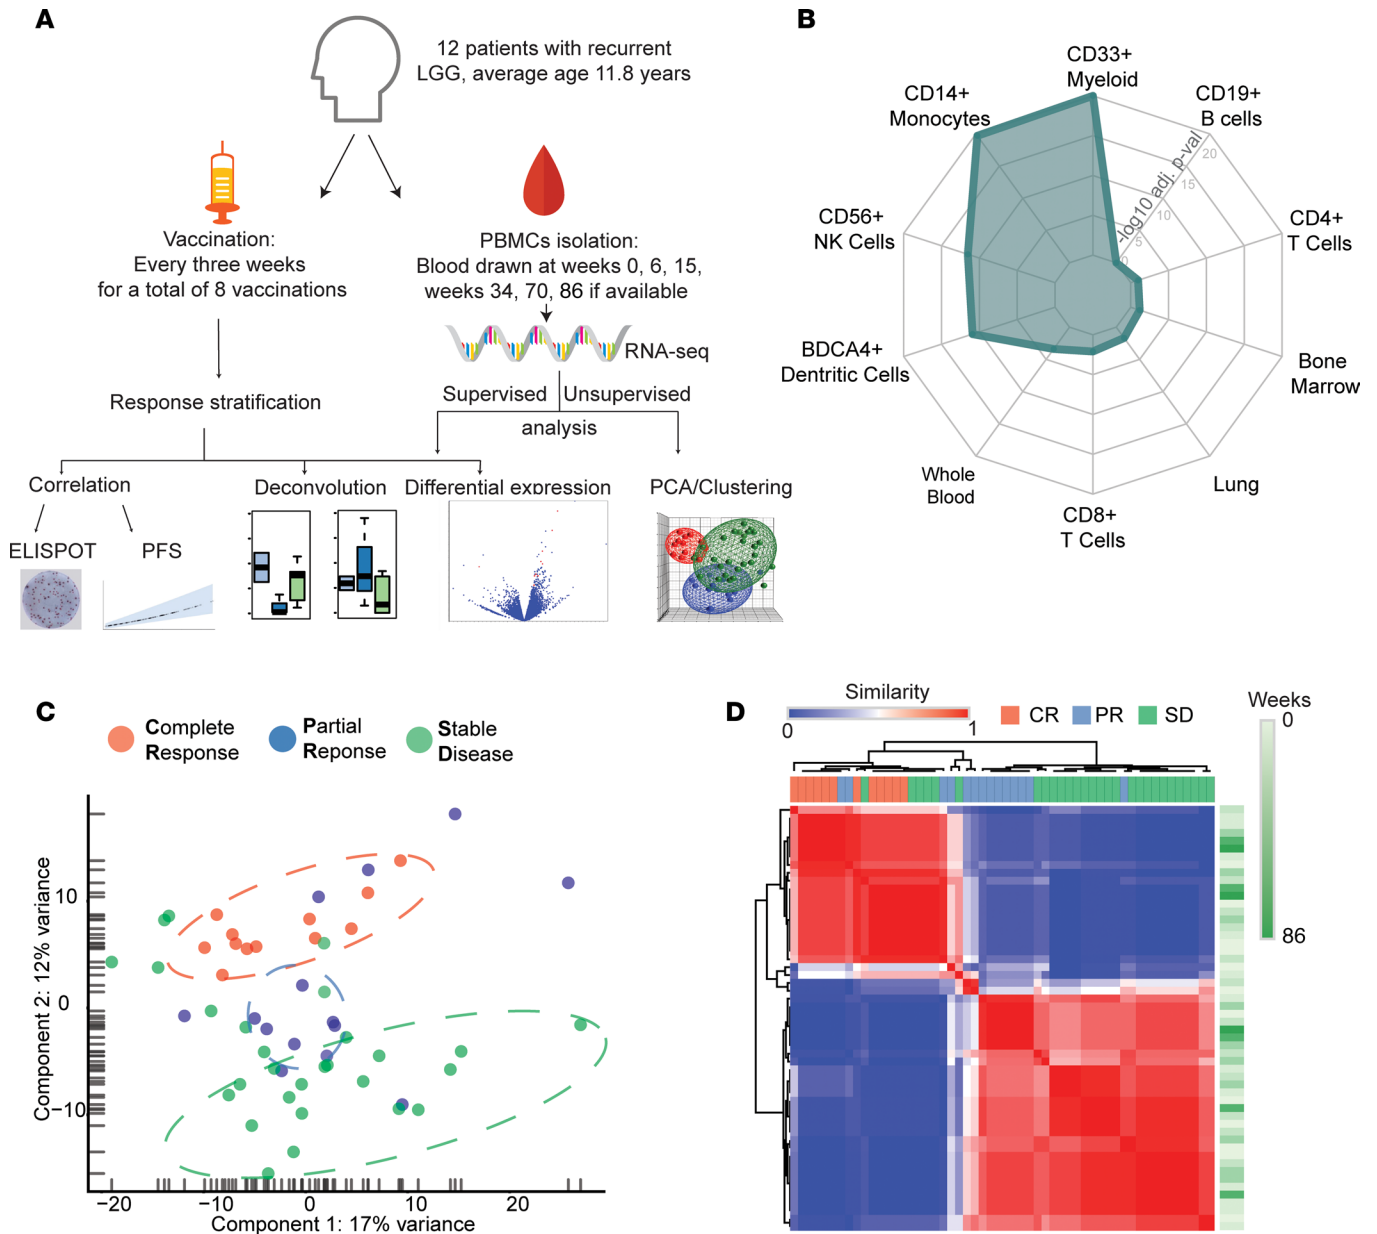 A
12 patients with recurrent
LGG, average age 11.8 years
Vaccination:
Every three weeks
for a total of 8 vaccinations
PBMCs isolation:
Blood drawn at weeks 0, 6, 15,
weeks 34, 70, 86 if available
RNA-seq
Supervised
Unsupervised
analysis
Response stratification
Correlation
Deconvolution
Differential expression
PCA/Clustering
ELISPOT
PFS
B
CD33+
Myeloid
CD19+
B cells
CD4+
T Cells
Bone
Marrow
Lung
CD8+
T Cells
Whole
Blood
BDCA4+
Dentritic Cells
CD56+
NK Cells
CD14+
Monocytes
-log10 adj. p-val
20
15
10
5
0
C
Complete
Response
Partial
Reponse
Stable
Disease
Component 2: 12% variance
10
0
−10
−20
−10
0
10
20
Component 1: 17% variance
D
Similarity
0
1
CR
PR
SD
Weeks
0
86